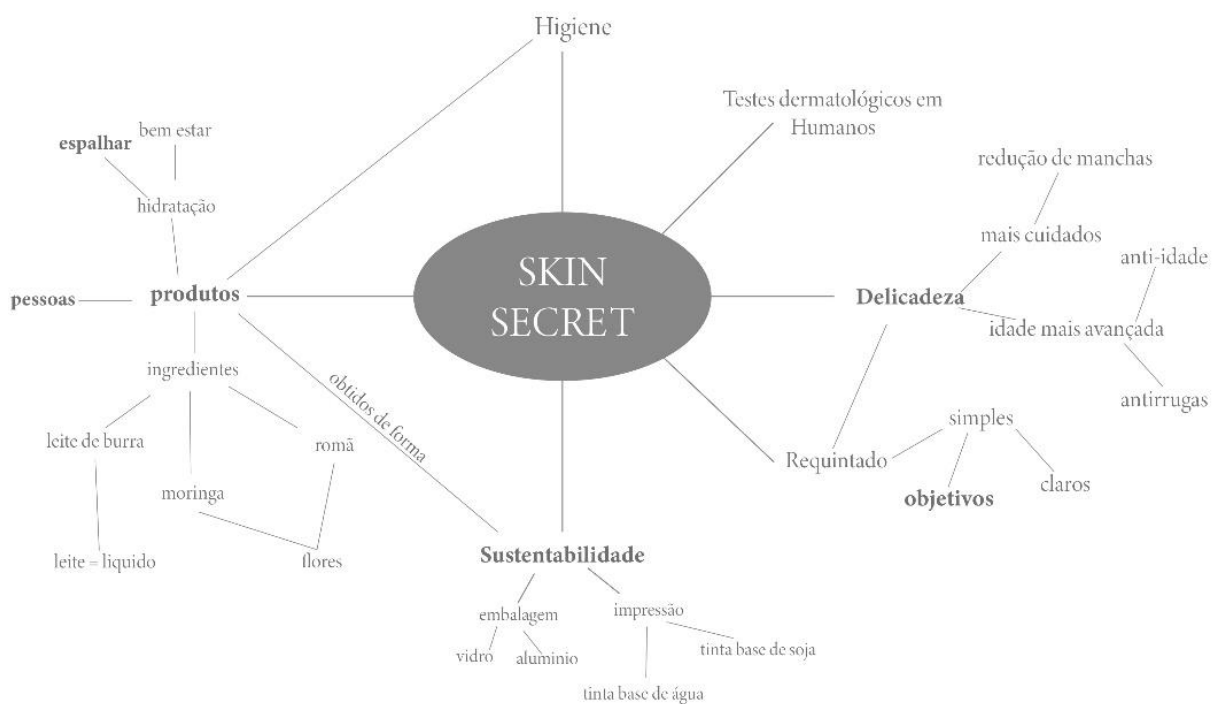 Higiene
Testes dermatológicos em
Humanos
bem estar
espalhar
hidratação
redução de manchas
mais cuidados
anti-idade
SKIN
SECRET
pessoas
produtos
Delicadeza
idade mais avançada
ingredientes
obtidos de forma
antirrugas
simples
leite de burra
romã
Requintado
claros
objetivos
moringa
leite = liquido
flores
Sustentabilidade
embalagem
impressão
vidro
aluminio
tinta base de soja
tinta base de água